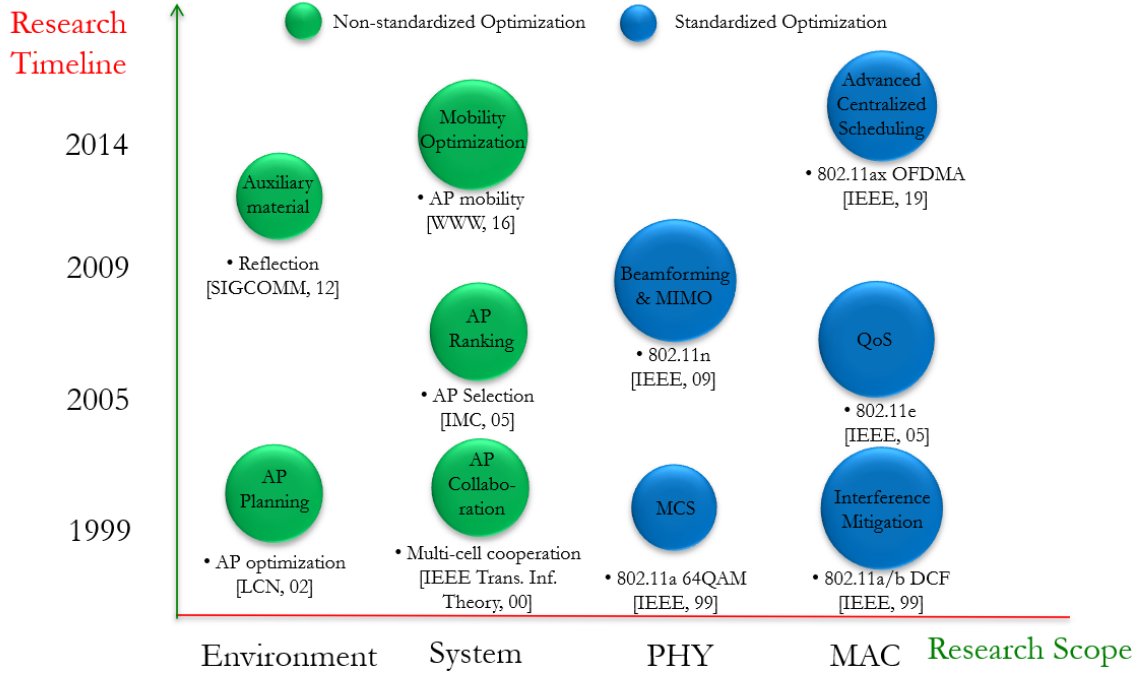 Research
Timeline
Non-standardized Optimization
Standardized Optimization
2014
2009
2005
1999
Auxiliary
material
• Reflection
[SIGCOMM, 12]
AP
Planning
• AP optimization
[LCN, 02]
Mobility
Optimization
• AP mobility
[WWW, 16]
AP
Ranking
• AP Selection
[IMC, 05]
AP
Collabo-
ration
• Multi-cell cooperation
[IEEE Trans. Inf.
Theory, 00]
Beamforming
& MIMO
• 802.11n
[IEEE, 09]
MCS
• 802.11a 64QAM
[IEEE, 99]
Advanced
Centralized
Scheduling
• 802.11ax OFDMA
[IEEE, 19]
QoS
• 802.11e
[IEEE, 05]
Interference
Mitigation
• 802.11a/b DCF
[IEEE, 99]
Environment
System
PHY
MAC
Research Scope